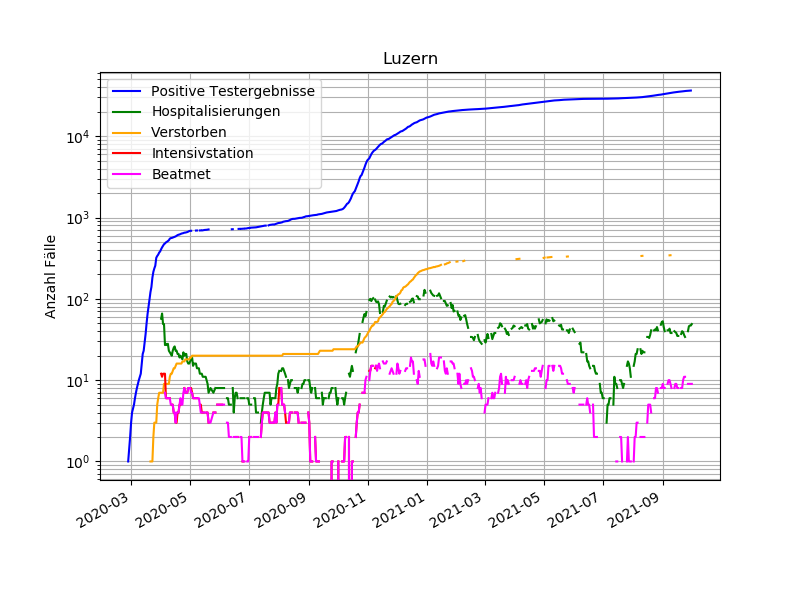 Luzern
Positive Testergebnisse
Hospitalisierungen
Verstorben
Intensivstation
Beatmet
Anzahl Fälle
10^4
10^3
10^2
10^1
10^0
2020-03
2020-05
2020-07
2020-09
2020-11
2021-01
2021-03
2021-05
2021-07
2021-09